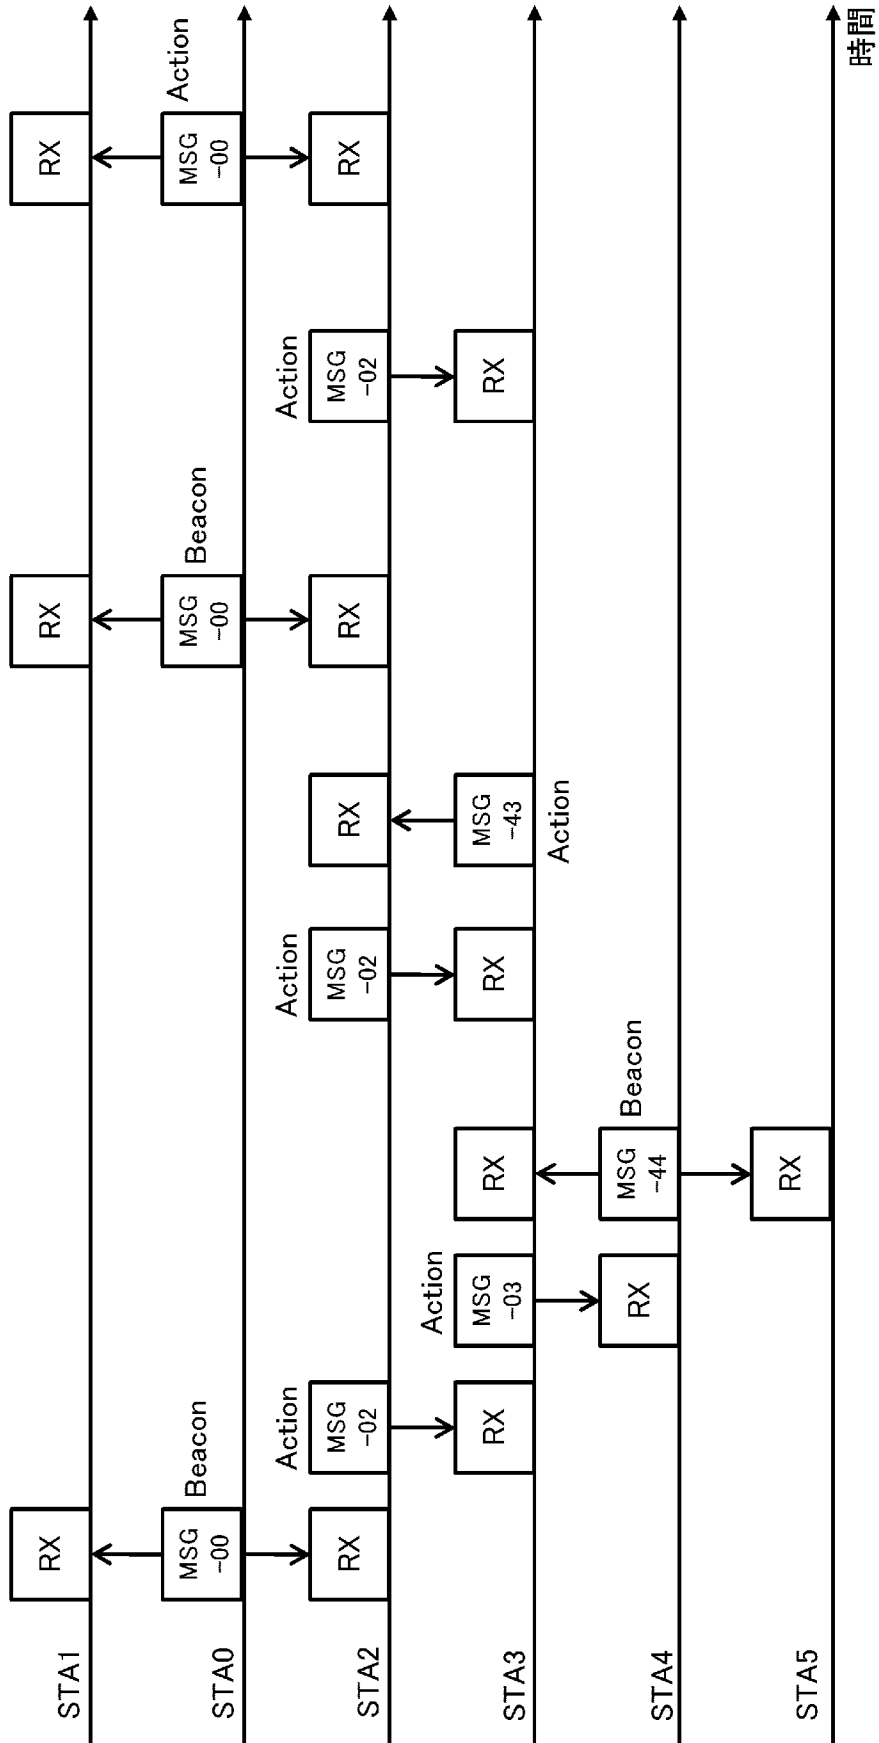 STA1
RX
RX
RX
STA0
MSG
-00
Beacon
MSG
-00
Beacon
MSG
-00
Action
STA2
RX
Action
MSG
-02
Action
MSG
-02
RX
RX
Action
MSG
-02
RX
STA3
RX
Action
MSG
-03
RX
RX
MSG
-43
Action
RX
STA4
RX
MSG
-44
Beacon
STA5
RX
時間